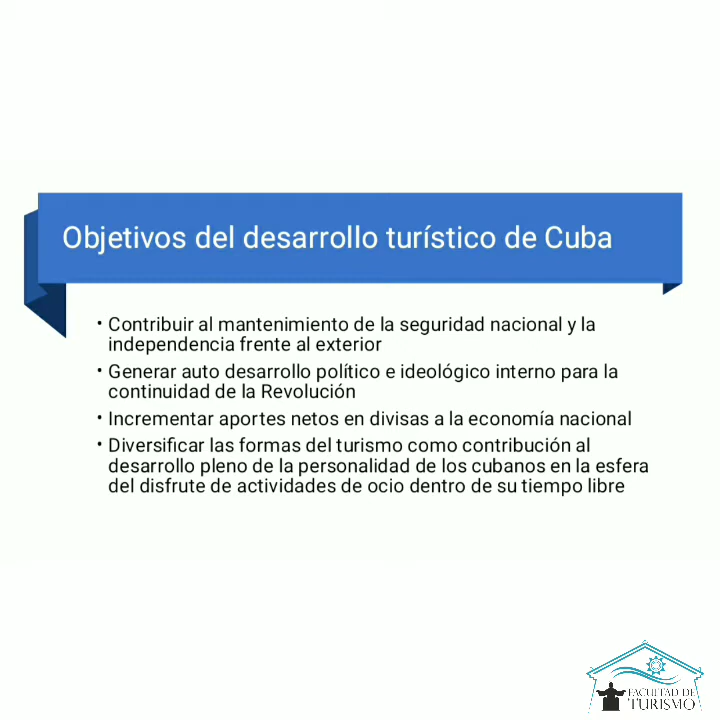 Objetivos del desarrollo turístico de Cuba
• Contribuir al mantenimiento de la seguridad nacional y la
independencia frente al exterior
• Generar auto desarrollo político e ideológico interno para la
continuidad de la Revolución
• Incrementar aportes netos en divisas a la economía nacional
• Diversificar las formas del turismo como contribución al
desarrollo pleno de la personalidad de los cubanos en la esfera
del disfrute de actividades de ocio dentro de su tiempo libre
FACULTAD DE
TURISMO